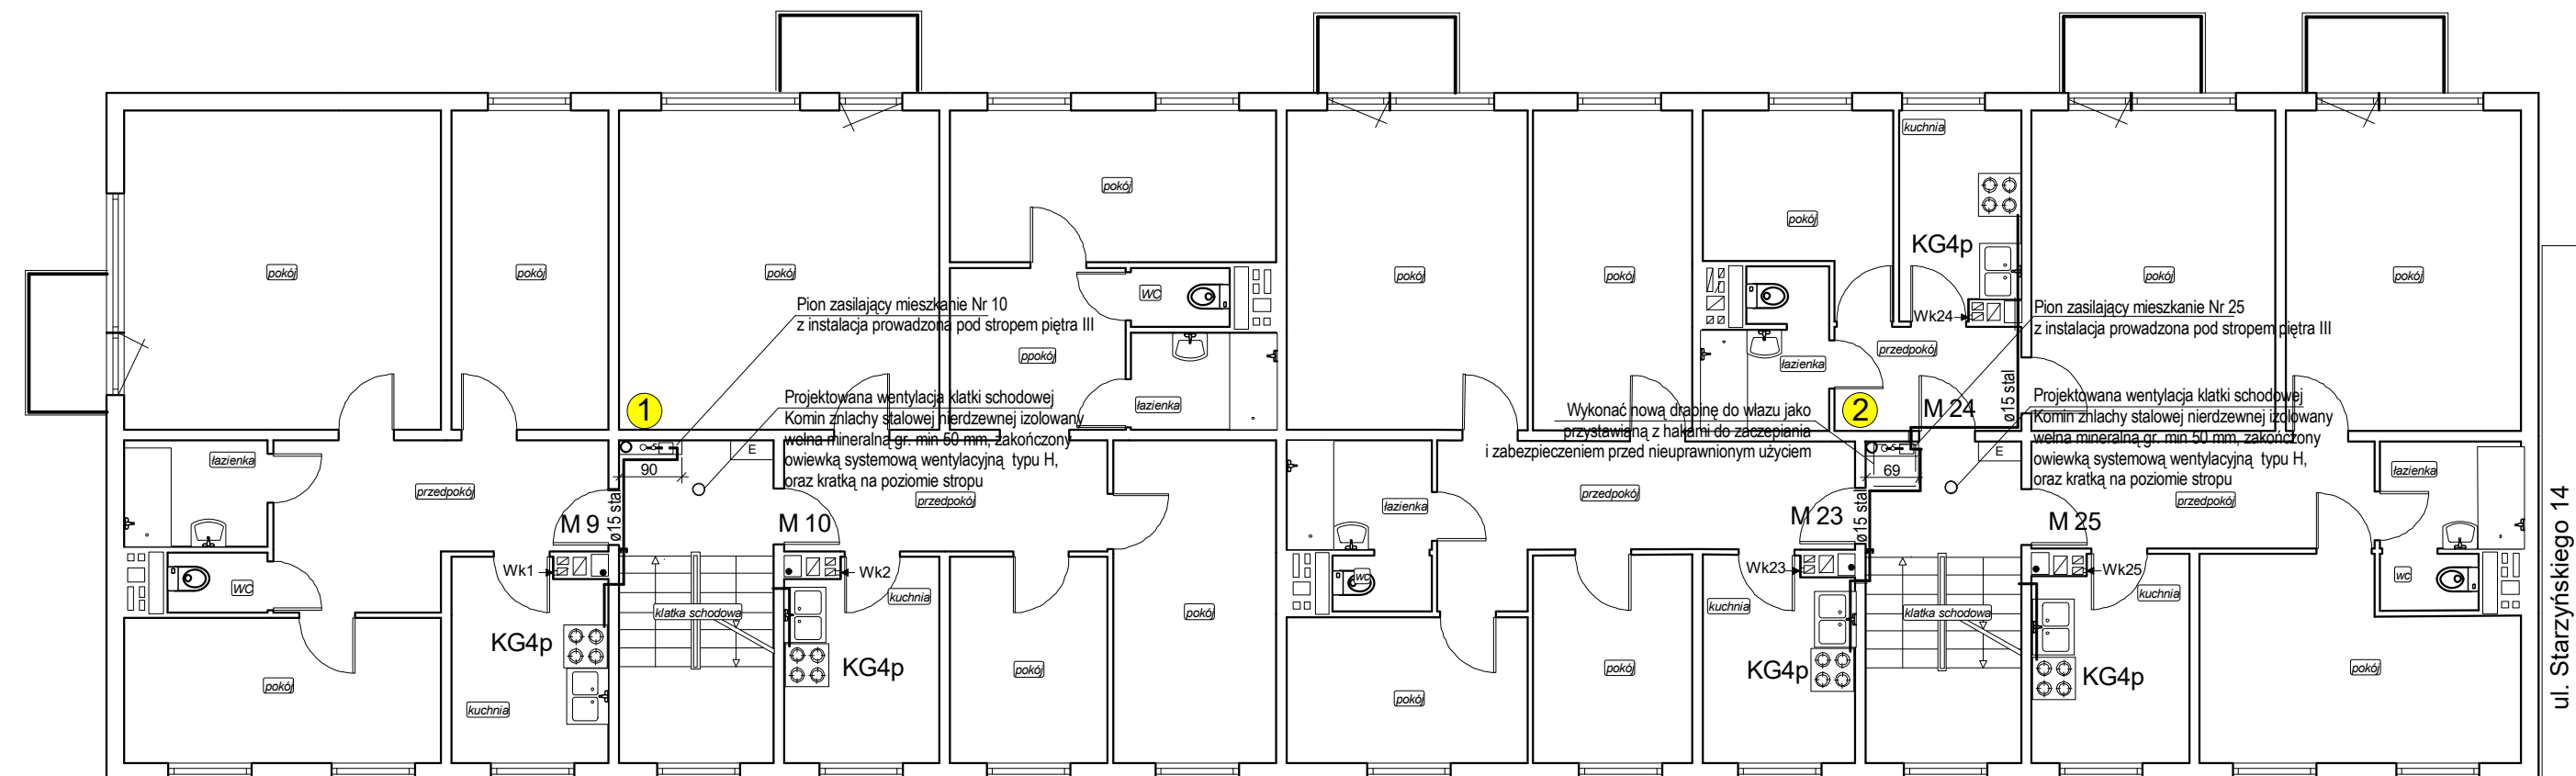 kuchnia
pokój
pokój
KG4p
pokój
pokój
pokój
pokój
pokój
pokój
pokój
pokój
WC
Pion zasilający mieszkanie Nr 10
z instalacja prowadzona pod stropem piętra III
Wk24
Pion zasilający mieszkanie Nr 25
z instalacja prowadzona pod stropem piętra III
ppokój
przedpokój
łazienka
Projektowana wentylacja klatki schodowej
Komin znlachy stalowej nierdzewnej izolowany
wełna mineralną gr. min 50 mm, zakończony
owiewką systemową wentylacyjną typu H,
oraz kratką na poziomie stropu
łazienka
1
Wykonać nową drabinę do włazu jako
przystawianą z hakami do zaczepiania
i zabezpieczeniem przed nieuprawnionym użyciem
2
M 24
ø15 stal
Projektowana wentylacja klatki schodowej
Komin znlachy stalowej nierdzewnej izolowany
wełna mineralną gr. min 50 mm, zakończony
owiewką systemową wentylacyjną typu H,
oraz kratką na poziomie stropu
łazienka
90
E
69
E
łazienka
przedpokój
przedpokój
przedpokój
łazienka
przedpokój
M 9
ø15 stal
M 10
M 23
ø15 stal
M 25
ul. Starzyńskiego 14
Wk1
Wk2
Wk23
Wk25
WC
wc
wc
kuchnia
kuchnia
kuchnia
klatka schodowa
klatka schodowa
pokój
KG4p
KG4p
KG4p
KG4p
pokój
pokój
pokój
pokój
pokój
kuchnia